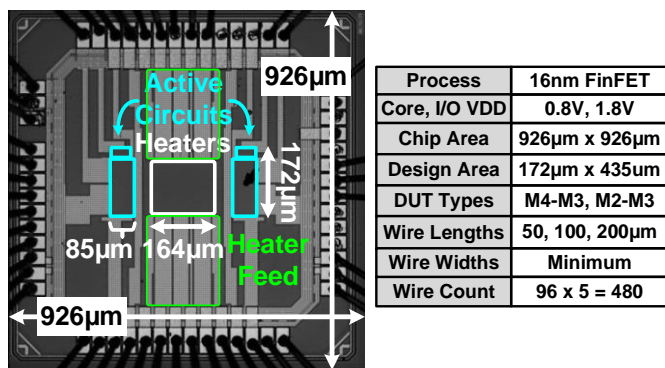 926µm
Active
Circuits
Heaters
172µm
85µm
164µm
Heater
Feed
926µm
Process 16nm FinFET
Core, I/O VDD 0.8V, 1.8V
Chip Area 926µm x 926µm
Design Area 172µm x 435um
DUT Types M4-M3, M2-M3
Wire Lengths 50, 100, 200µm
Wire Widths Minimum
Wire Count 96 x 5 = 480